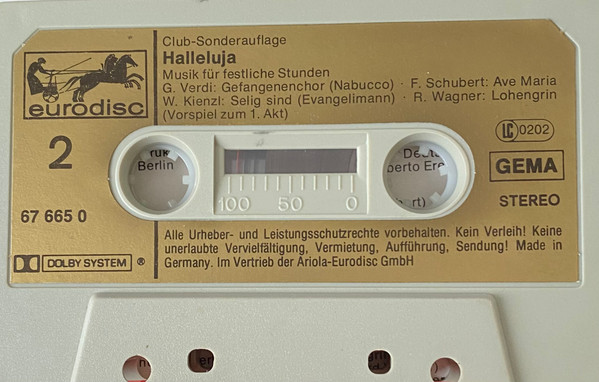 Club-Sonderauflage
Halleluja
Musik für festliche Stunden
G. Verdi: Gefangenenchor (Nabucco) · F. Schubert: Ave Maria
W. Kienzl: Selig sind (Evangelimann) · R. Wagner: Lohengrin
(Vorspiel zum 1. Akt)
eurodisc
2
Berlin
LC 0202
GEMA
STEREO
100 50 0
67 665 0
Alle Urheber- und Leistungsschutzrechte vorbehalten. Kein Verleih! Keine
unerlaubte Vervielfältigung, Vermietung, Aufführung, Sendung! Made in
Germany. Im Vertrieb der Ariola-Eurodisc GmbH
DOLBY SYSTEM ®